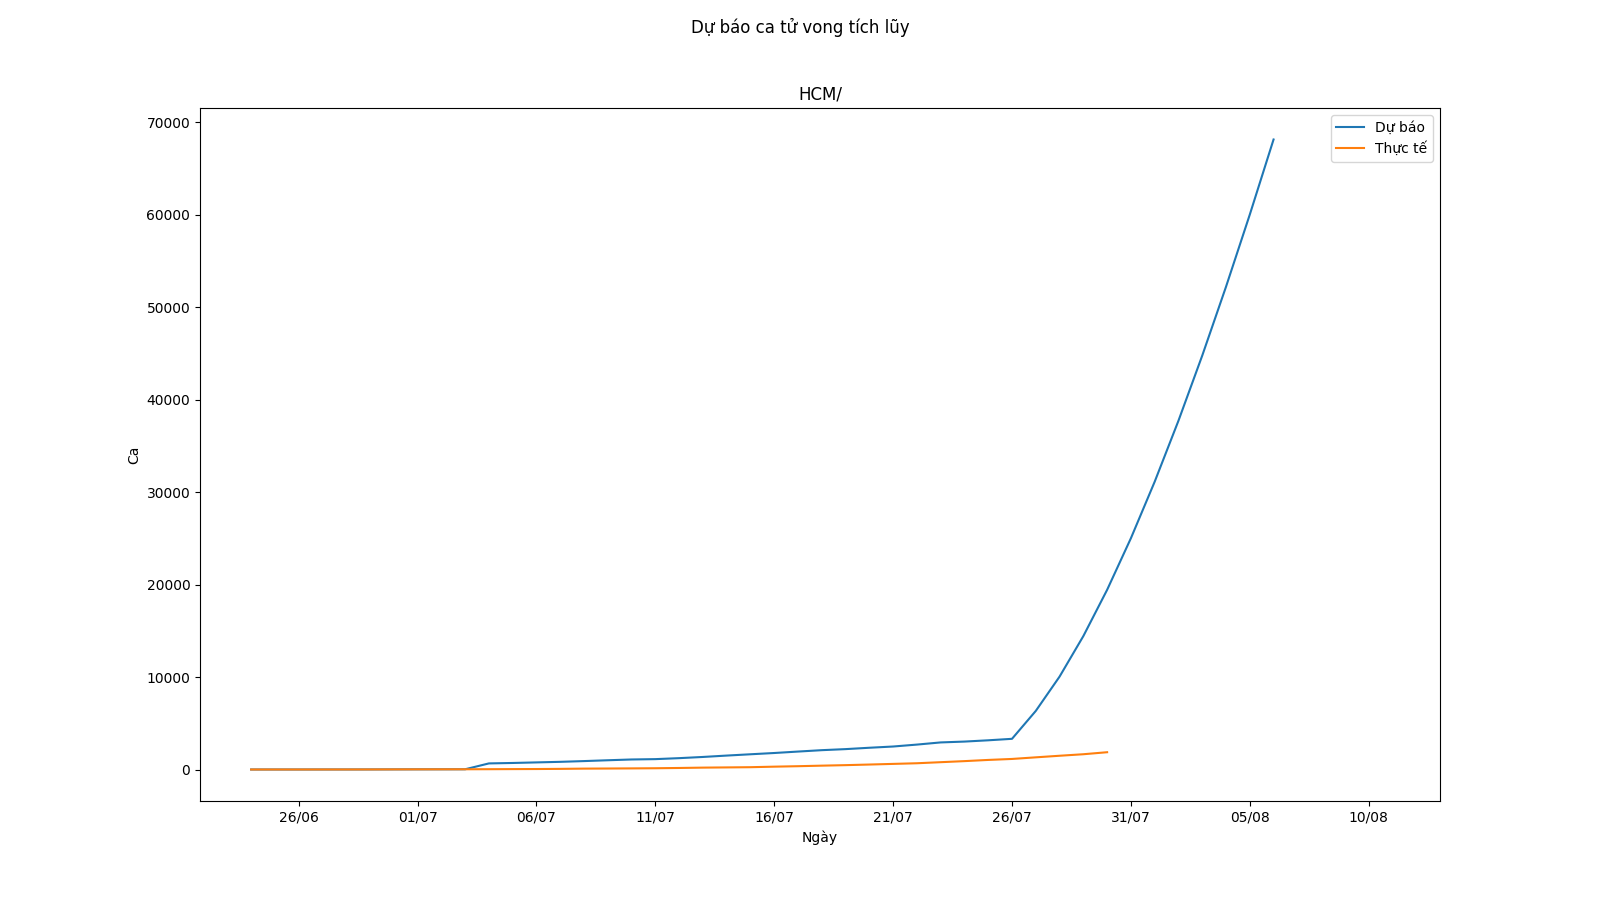 Dự báo ca tử vong tích lũy
HCM/
Dự báo
Thực tế
70000
60000
50000
40000
30000
20000
10000
0
Ca
26/06 01/07 06/07 11/07 16/07 21/07 26/07 31/07 05/08 10/08
Ngày